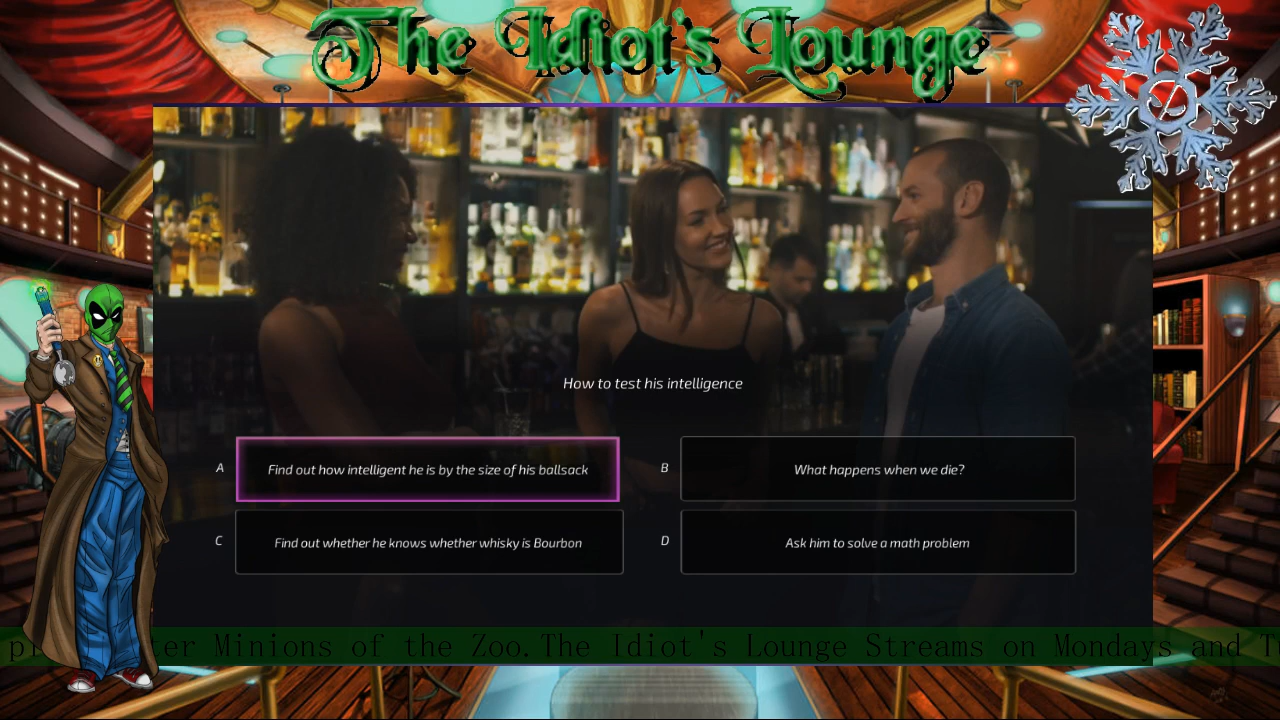 The Idiot's Lounge
How to test his intelligence
A
Find out how intelligent he is by the size of his ballsack
B
What happens when we die?
C
Find out whether he knows whether whisky is Bourbon
D
Ask him to solve a math problem
Minions of the Zoo. The Idiot's Lounge Streams on Mondays and